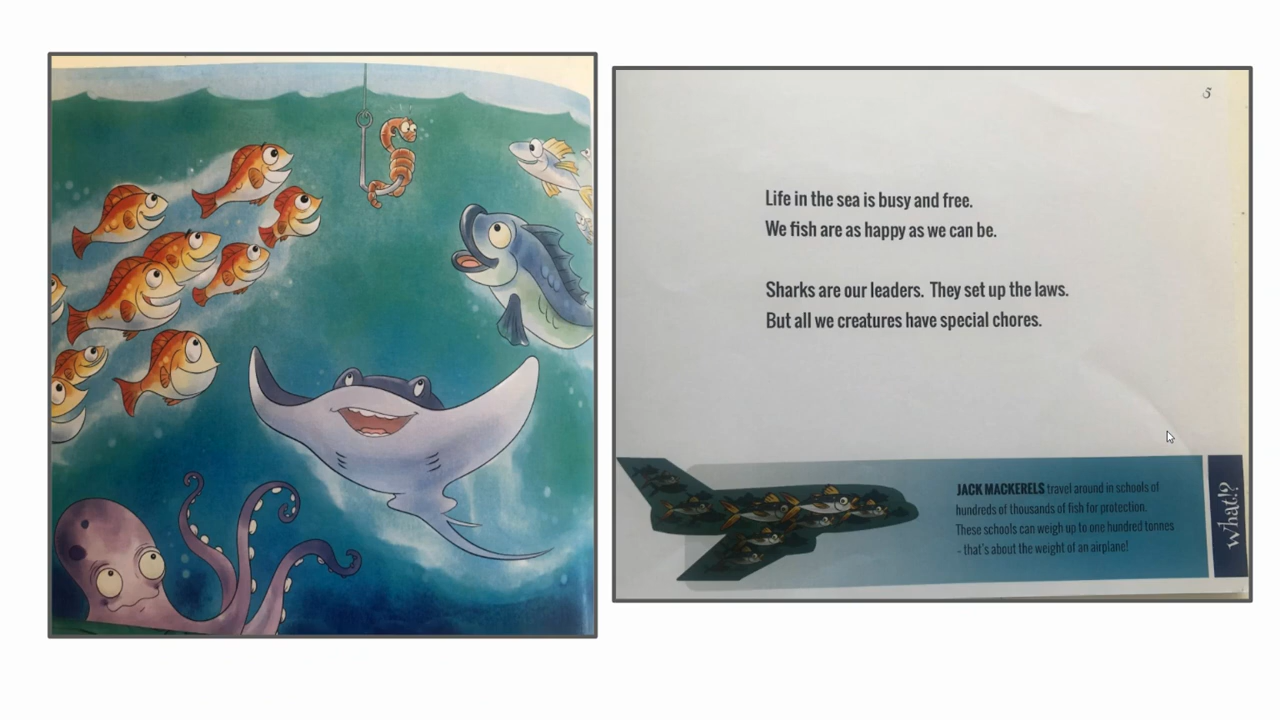 5
Life in the sea is busy and free.
We fish are as happy as we can be.
Sharks are our leaders. They set up the laws.
But all we creatures have special chores.
JACK MACKERELS travel around in schools of
hundreds of thousands of fish for protection.
These schools can weigh up to one hundred tonnes
- that's about the weight of an airplane!
What!?